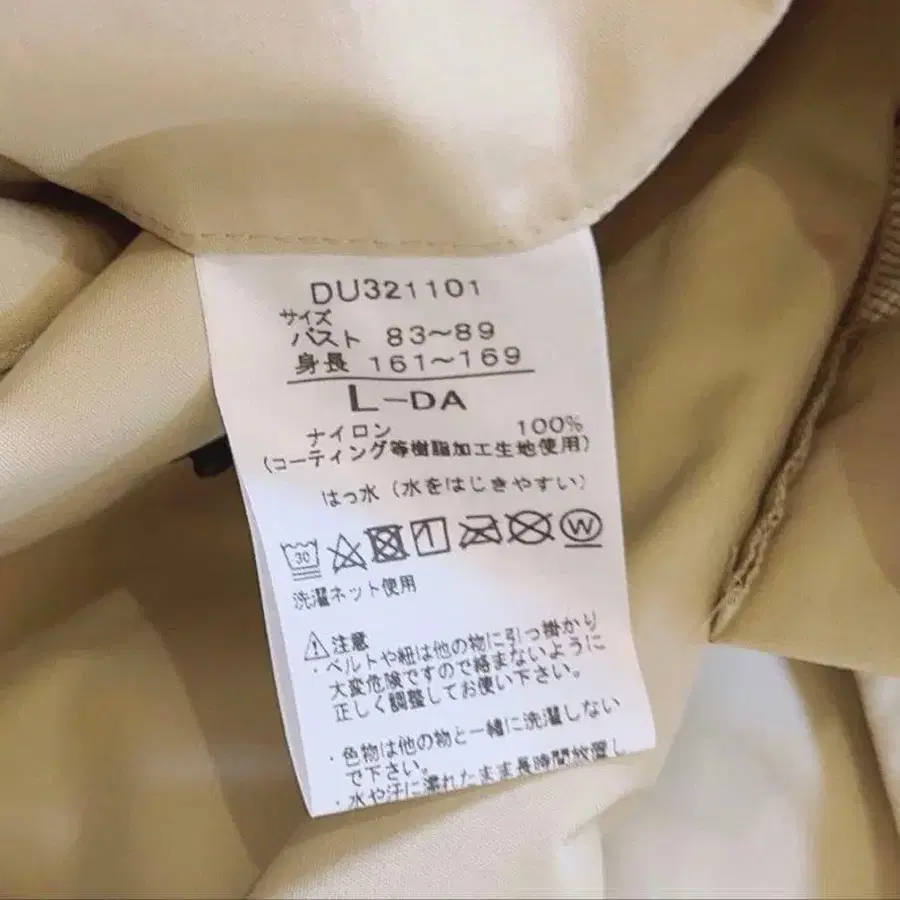 DU321101
サイズ
バスト 83～89
身長 161～169
L-DA
ナイロン 100%
(コーティング等樹脂加工生地使用)
はっ水 (水をはじきやすい)
30 1 W
洗濯ネット使用
注意
・ベルトや紐は他の物に引っ掛かり
大変危険ですので絡まないように
正しく調整してお使い下さい。
・色物は他の物と一緒に洗濯しない
で下さい。
・水や汗に濡れたまま長時間放置し